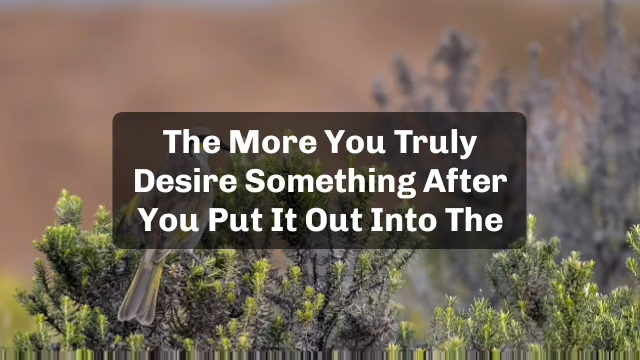 The More You Truly
Desire Something After
You Put It Out Into The